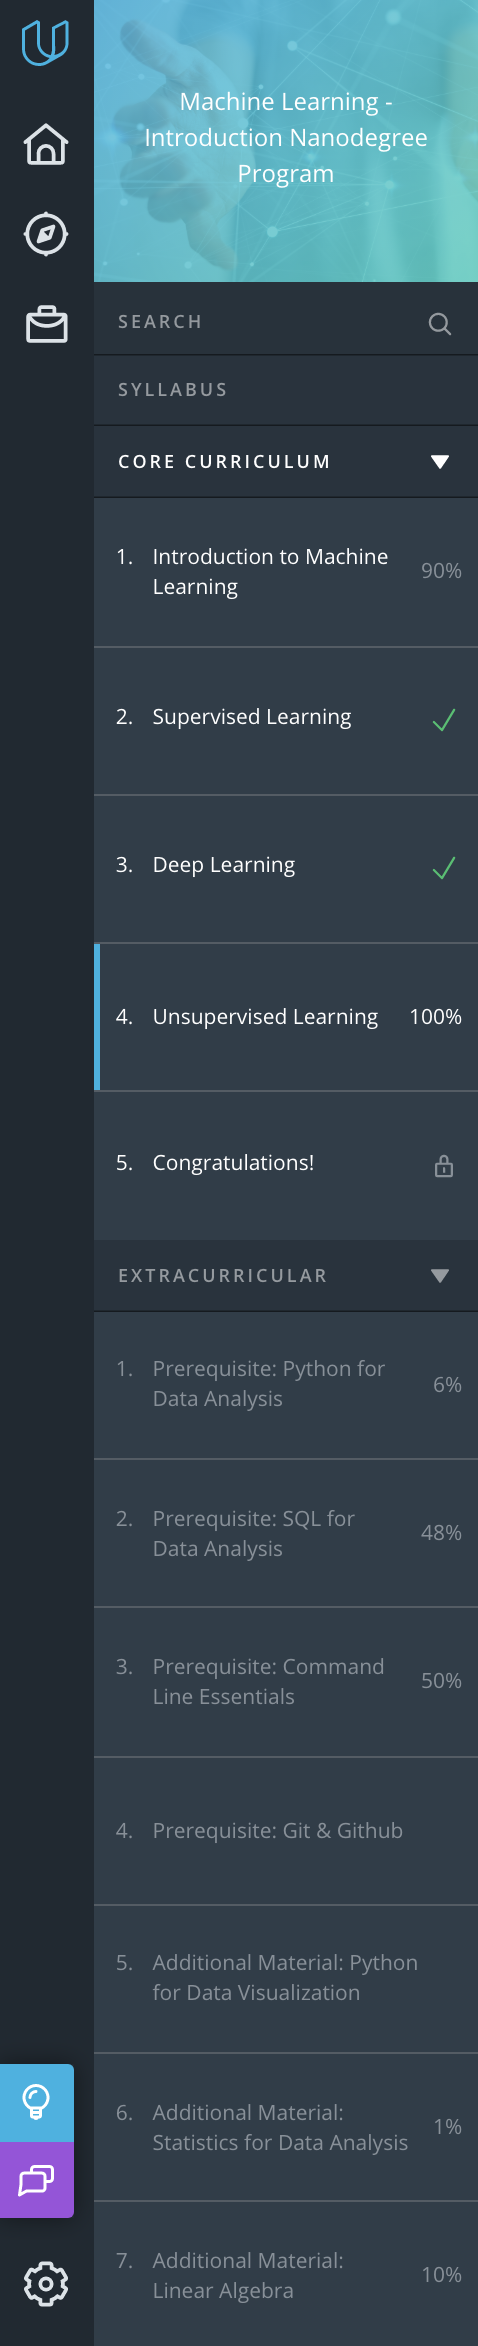 Machine Learning -
Introduction Nanodegree
Program
SEARCH
SYLLABUS
CORE CURRICULUM
1. Introduction to Machine
Learning
90%
2. Supervised Learning
3. Deep Learning
4. Unsupervised Learning 100%
5. Congratulations!
EXTRACURRICULAR
1. Prerequisite: Python for
Data Analysis
6%
2. Prerequisite: SQL for
Data Analysis
48%
3. Prerequisite: Command
Line Essentials
50%
4. Prerequisite: Git & Github
5. Additional Material: Python
for Data Visualization
6. Additional Material:
Statistics for Data Analysis
1%
7. Additional Material:
Linear Algebra
10%